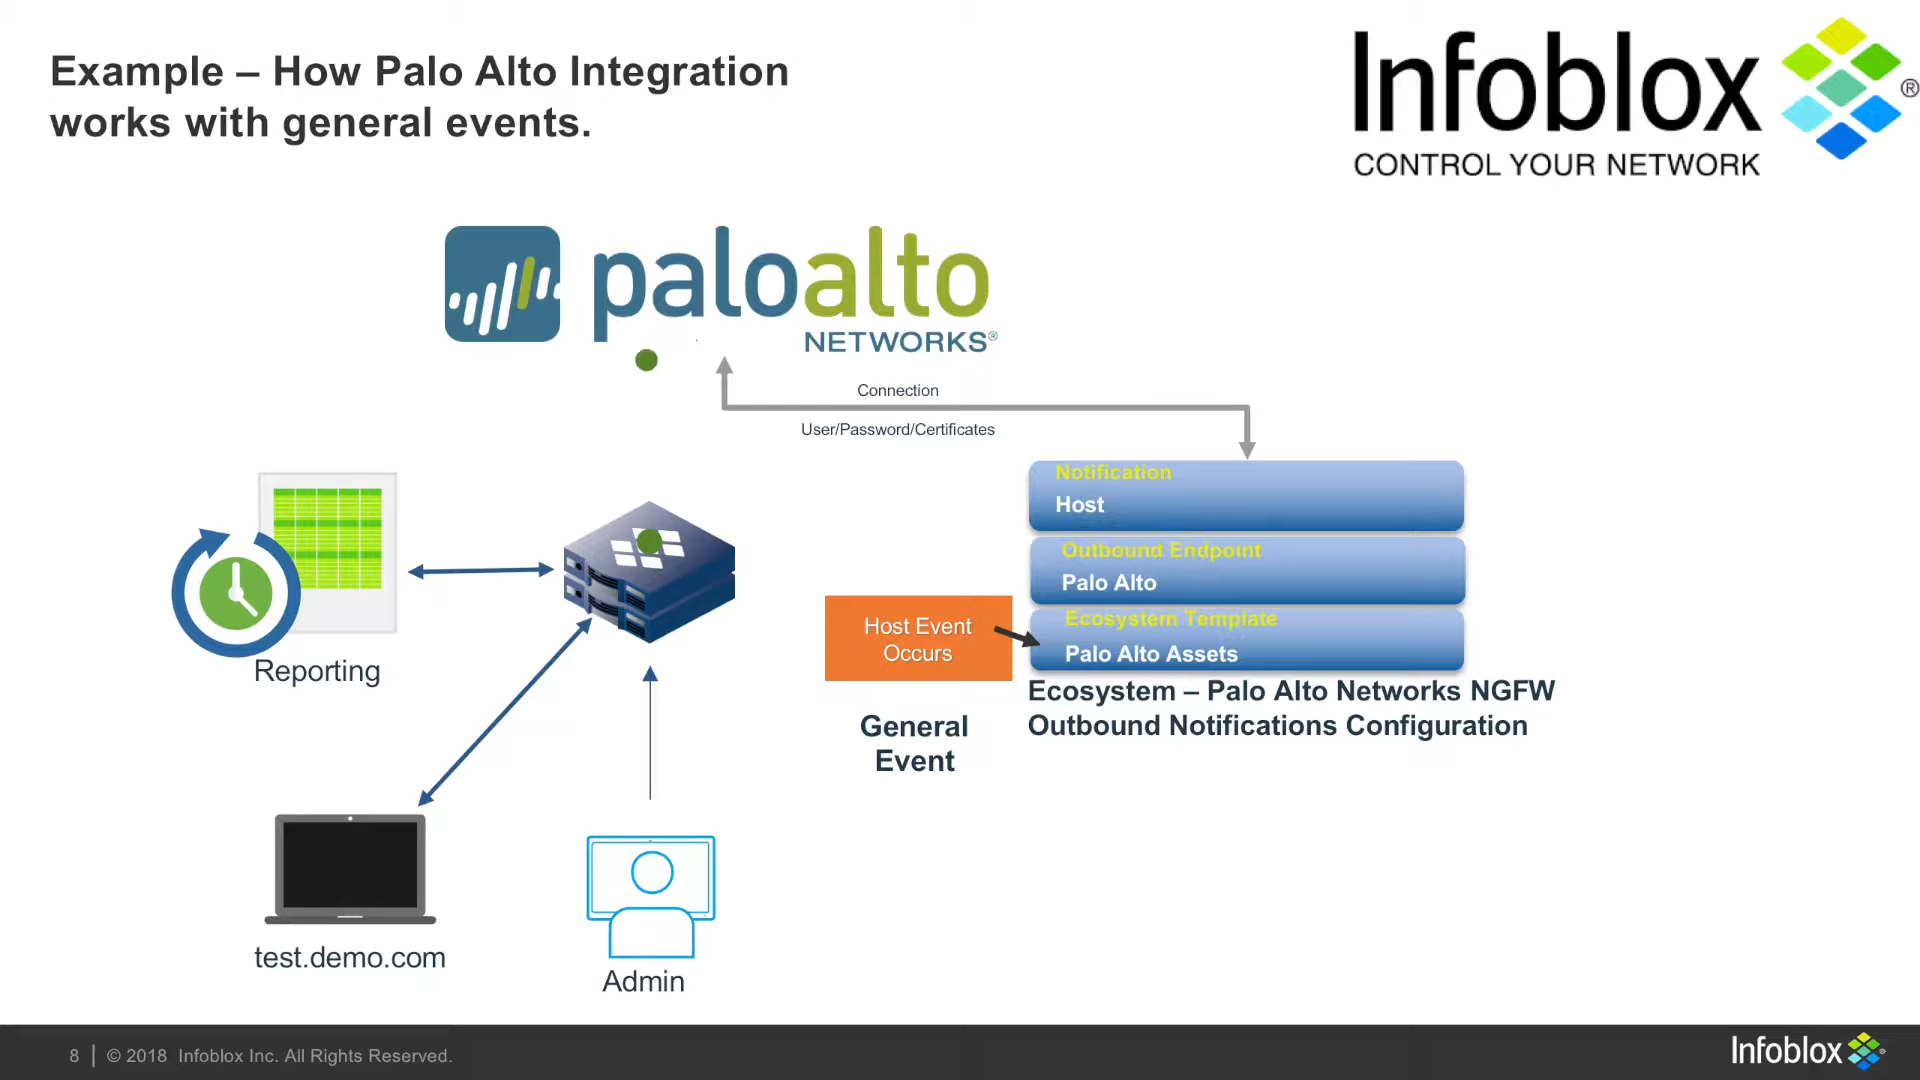 Example – How Palo Alto Integration
works with general events.
Infoblox ®
CONTROL YOUR NETWORK
paloalto
NETWORKS®
Connection
User/Password/Certificates
Notification
Host
Outbound Endpoint
Palo Alto
Ecosystem Template
Palo Alto Assets
Host Event
Occurs
Ecosystem – Palo Alto Networks NGFW
Outbound Notifications Configuration
General
Event
Reporting
test.demo.com
Admin
8 | © 2018 Infoblox Inc. All Rights Reserved.
Infoblox